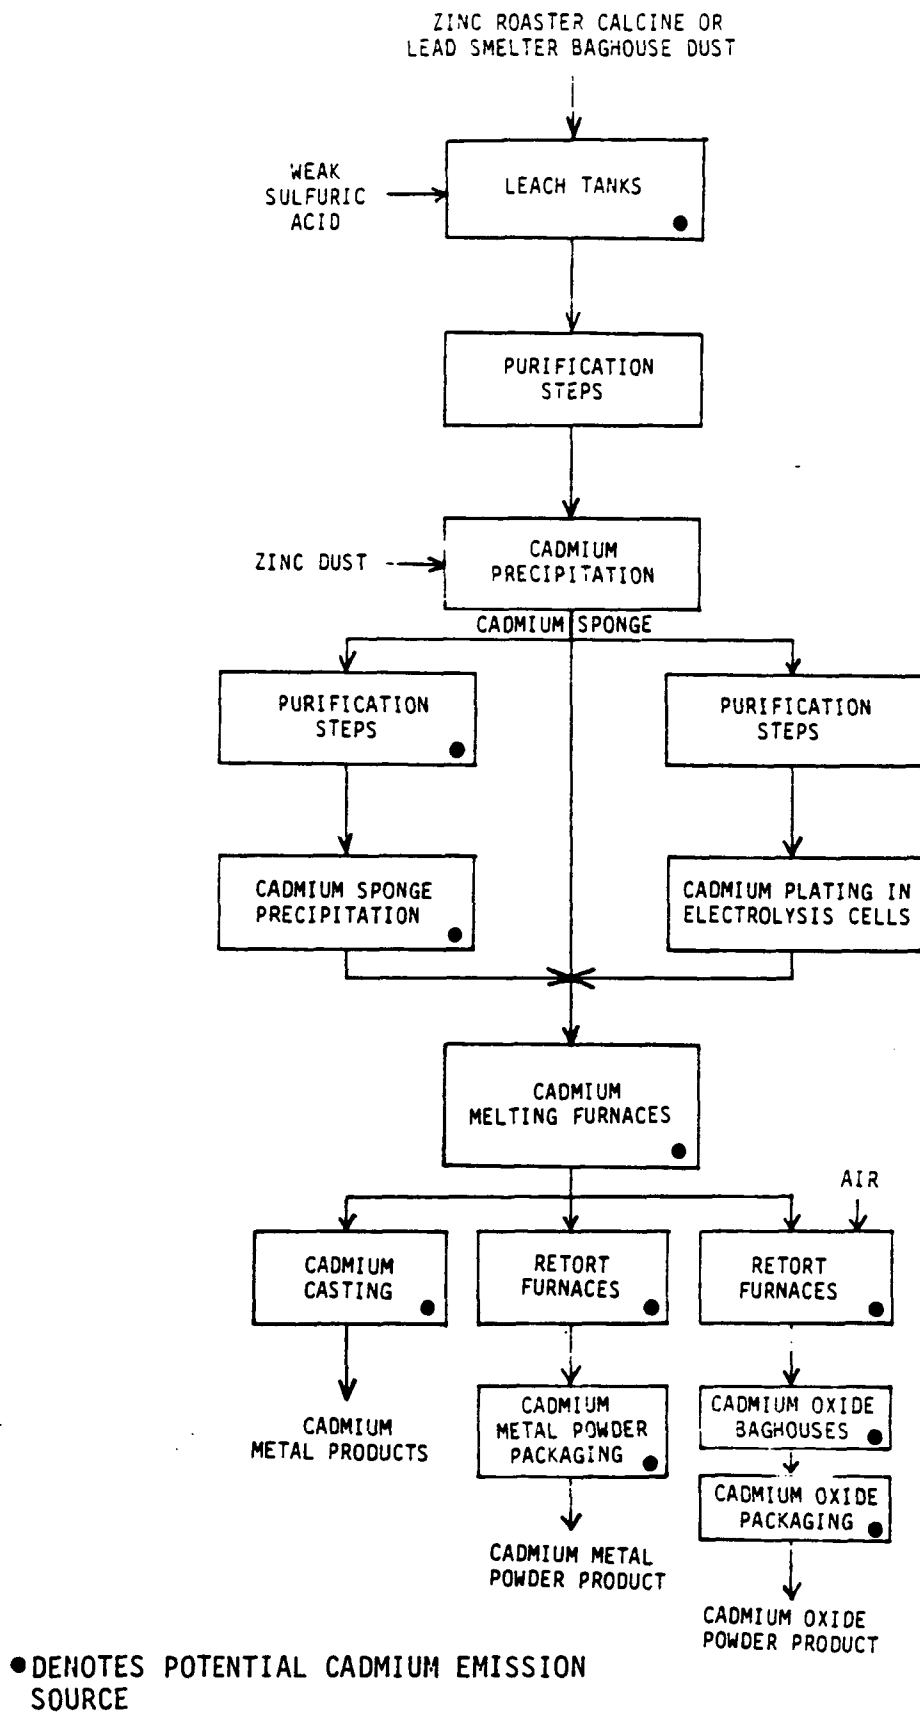 ZINC ROASTER CALCINE OR
LEAD SMELTER BAGHOUSE DUST
WEAK
SULFURIC
ACID
LEACH TANKS
PURIFICATION
STEPS
ZINC DUST
CADMIUM
PRECIPITATION
CADMIUM SPONGE
PURIFICATION
STEPS
PURIFICATION
STEPS
CADMIUM SPONGE
PRECIPITATION
CADMIUM PLATING IN
ELECTROLYSIS CELLS
CADMIUM
MELTING FURNACES
AIR
CADMIUM
CASTING
RETORT
FURNACES
RETORT
FURNACES
CADMIUM
METAL PRODUCTS
CADMIUM
METAL POWDER
PACKAGING
CADMIUM OXIDE
BAGHOUSES
CADMIUM OXIDE
PACKAGING
CADMIUM METAL
POWDER PRODUCT
CADMIUM OXIDE
POWDER PRODUCT
DENOTES POTENTIAL CADMIUM EMISSION
SOURCE